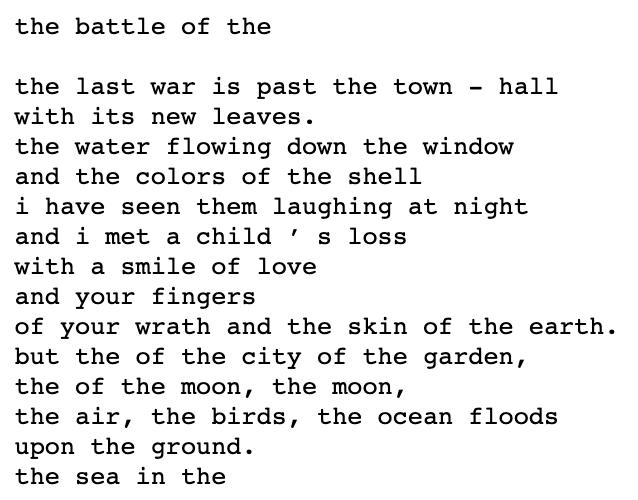 the battle of the
the last war is past the town - hall
with its new leaves.
the water flowing down the window
and the colors of the shell
i have seen them laughing at night
and i met a child ’ s loss
with a smile of love
and your fingers
of your wrath and the skin of the earth.
but the of the city of the garden,
the of the moon, the moon,
the air, the birds, the ocean floods
upon the ground.
the sea in the